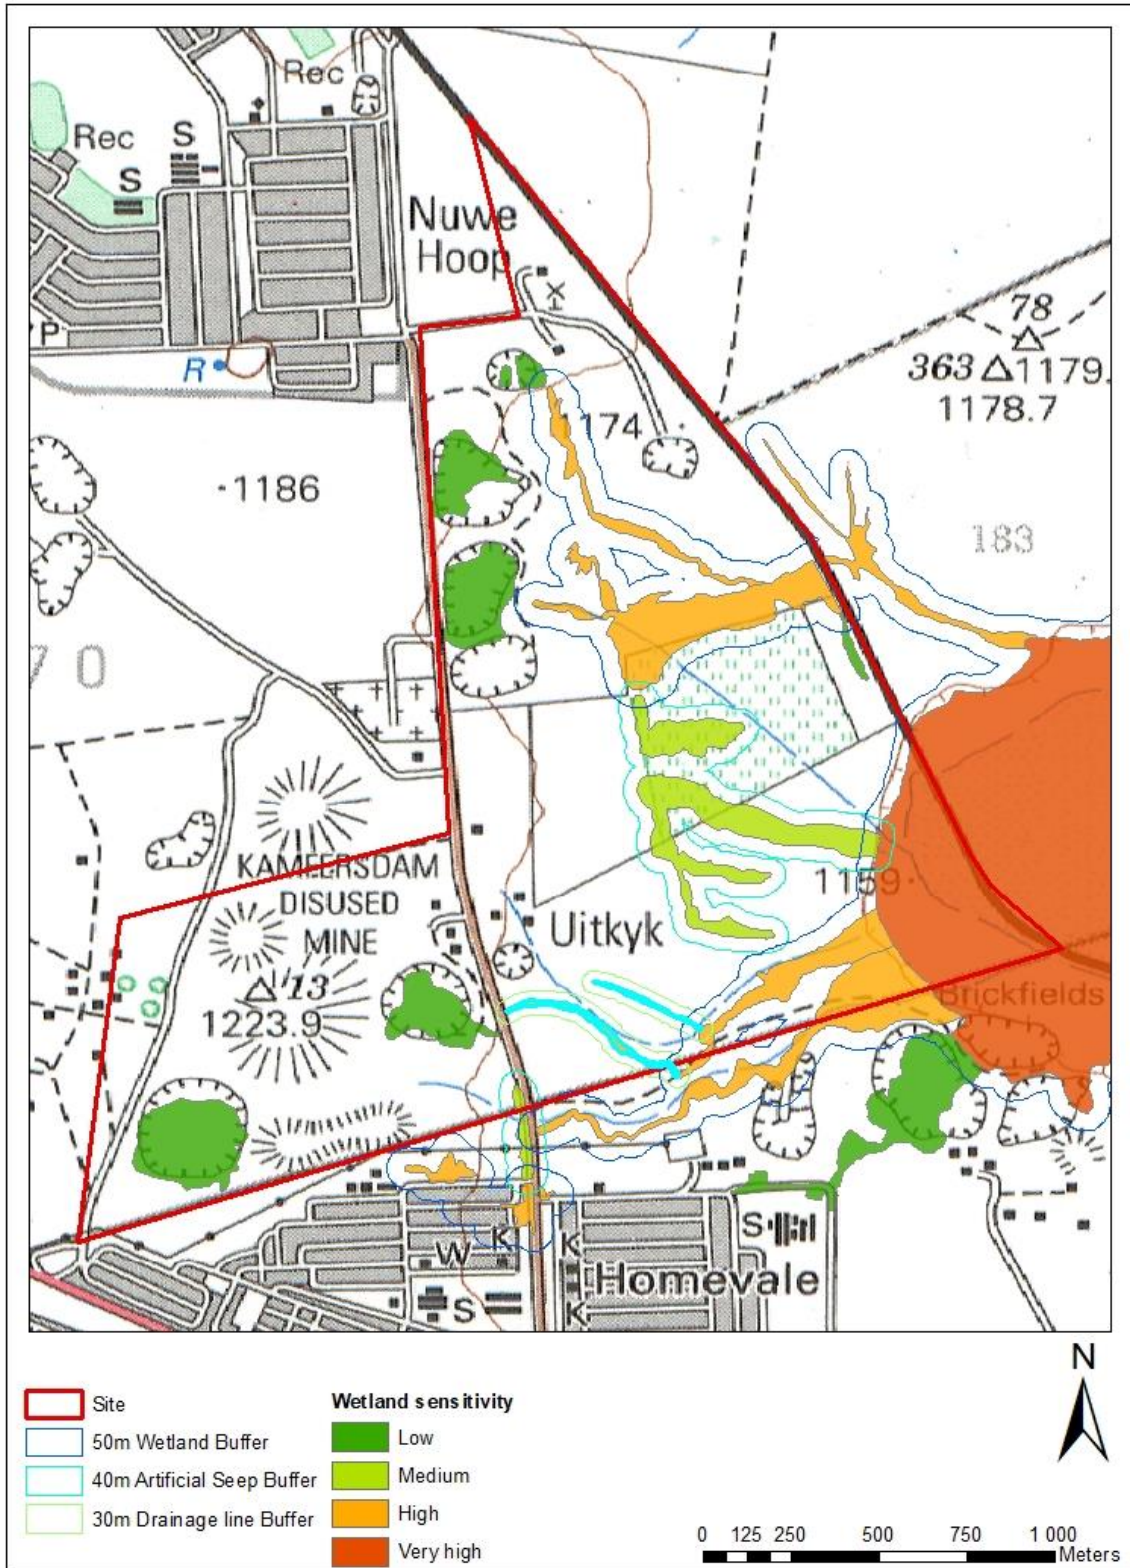 Rec
Rec
S
S
Nuwe
Hoop
P
R
78
363
1179.
1178.7
1174
1186
183
70
KAMEERSDAM
DISUSED
MINE
13
1223.9
Uitkyk
1159
Brickfields
W
K
K
S
K
S
Homevale
N
Site
50m Wetland Buffer
40m Artificial Seep Buffer
30m Drainage line Buffer
Wetland sensitivity
Low
Medium
High
Very high
0 125 250 500 750 1 000
Meters